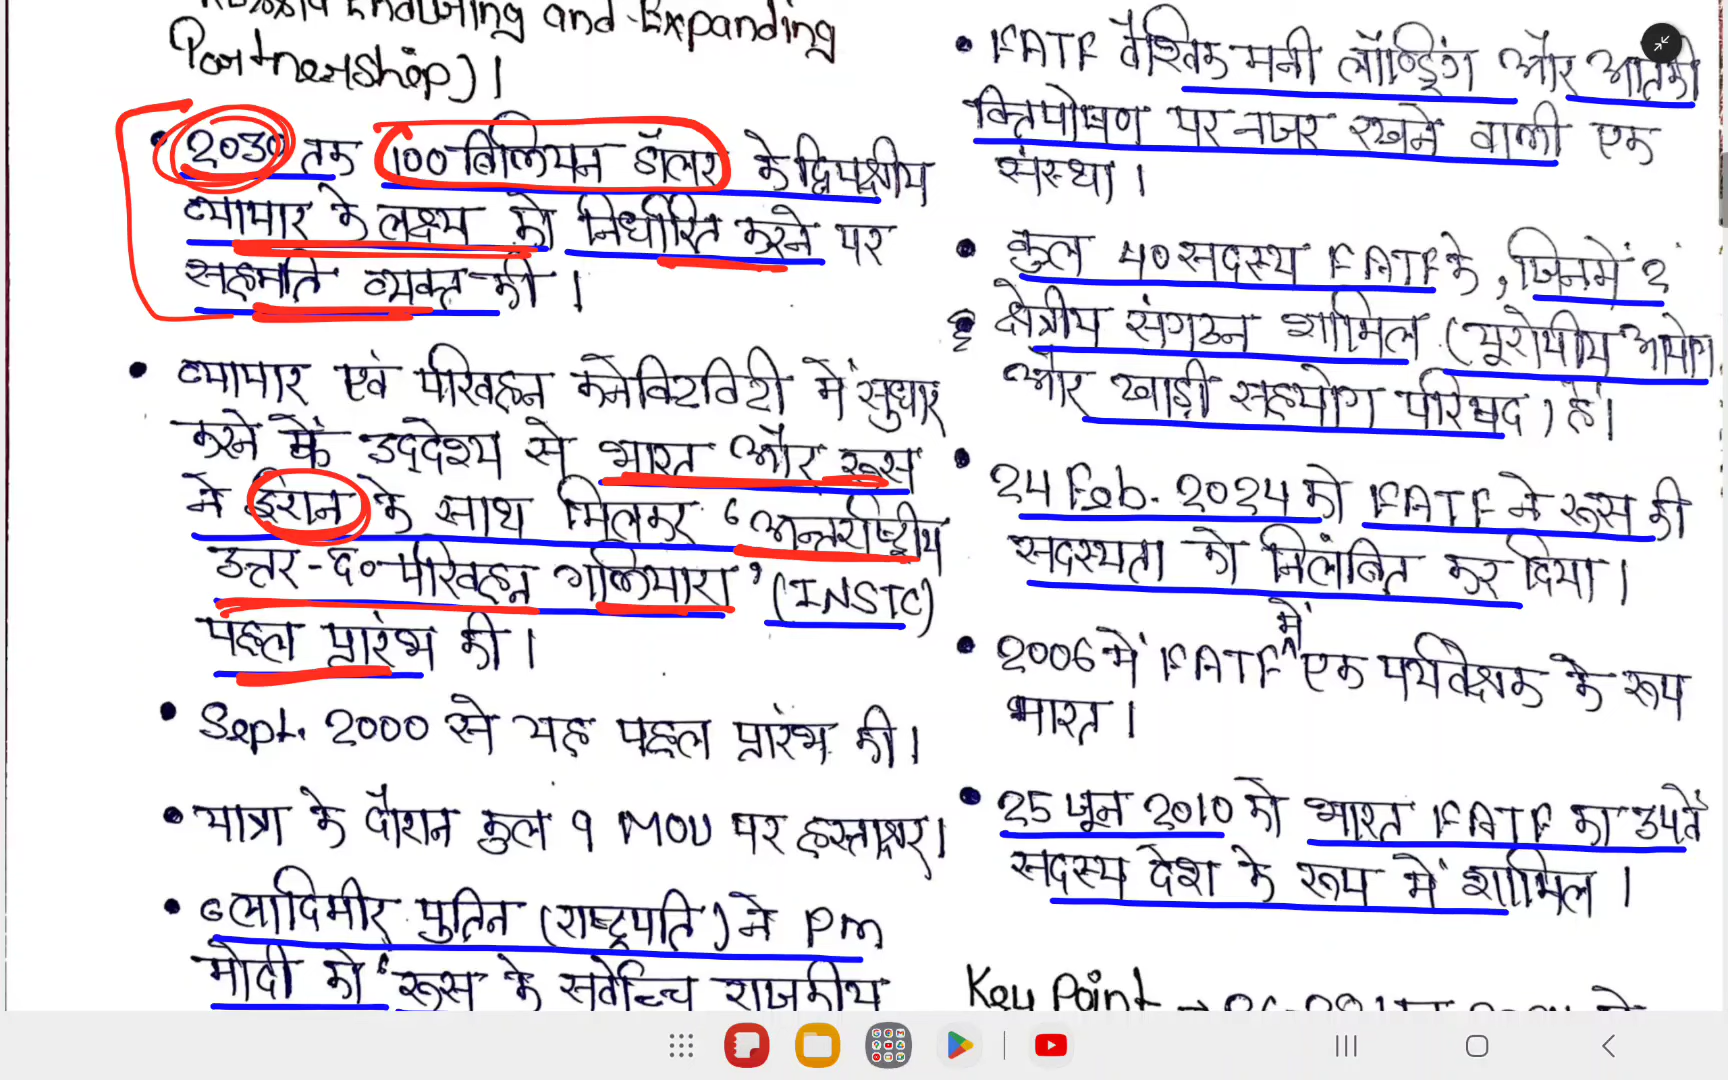 Russia Enduring and Expanding
Partnership)।
• 2030 तक 100 बिलियन डॉलर के द्विपक्षीय
व्यापार के लक्ष्य को निर्धारित करने पर
सहमति व्यक्त की।
• व्यापार एवं परिवहन कनेक्टिविटी में सुधार
करने के उद्देश्य से भारत और रूस
ने ईरान के साथ मिलकर 'अन्तर्राष्ट्रीय
उत्तर-द० परिवहन गलियारा' (INSTC)
पहल प्रारंभ की।
• Sept. 2000 से यह पहल प्रारंभ की।
• यात्रा के दौरान कुल 9 MOU पर हस्ताक्षर।
• व्लादिमीर पुतिन (राष्ट्रपति) ने PM
मोदी को 'रूस के सर्वोच्च राजकीय
• FATF वैश्विक मनी लॉण्ड्रिंग और आतंकी
वित्तपोषण पर नजर रखने वाली एक
संस्था।
• कुल 40 सदस्य FATF के, जिनमें 2
क्षेत्रीय संगठन शामिल (यूरोपीय आयोग
और खाड़ी सहयोग परिषद) हैं।
• 24 Feb. 2024 को FATF ने रूस की
सदस्यता को निलंबित कर दिया।
• 2006 में FATF में एक पर्यवेक्षक के रूप
भारत।
• 25 जून 2010 को भारत FATF का 34वें
सदस्य देश के रूप में शामिल।
Key Point →